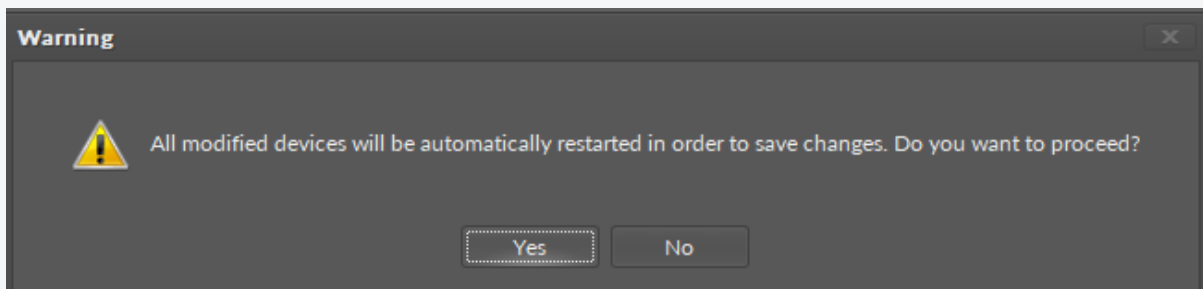 Warning
All modified devices will be automatically restarted in order to save changes. Do you want to proceed?
Yes No